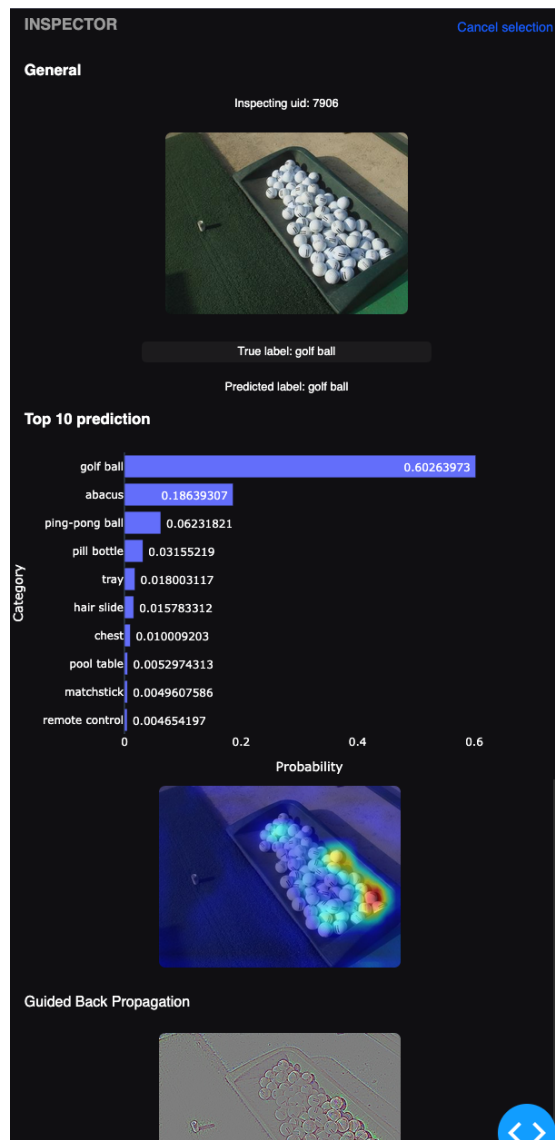 INSPECTOR
Cancel selection
General
Inspecting uid: 7906
True label: golf ball
Predicted label: golf ball
Top 10 prediction
golf ball 0.60263973
abacus 0.18639307
ping-pong ball 0.06231821
pill bottle 0.03155219
tray 0.018003117
hair slide 0.015783312
chest 0.010009203
pool table 0.0052974313
matchstick 0.0049607586
remote control 0.004654197
Category
0 0.2 0.4 0.6
Probability
Guided Back Propagation